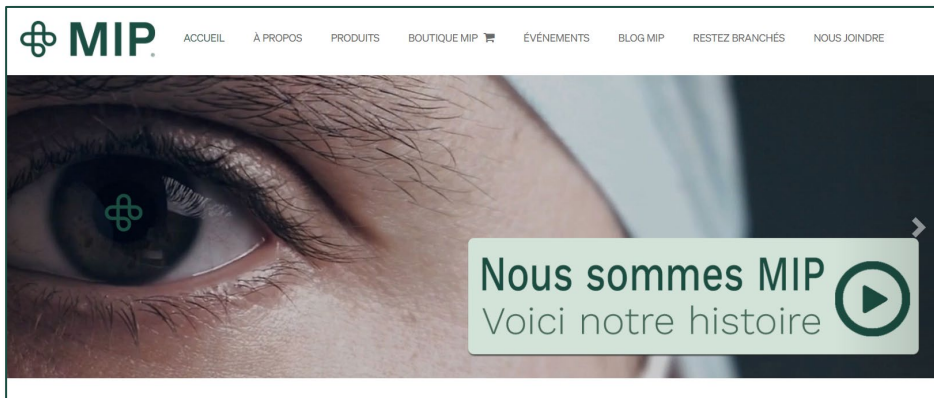 MIP®
ACCUEIL À PROPOS PRODUITS BOUTIQUE MIP ÉVÉNEMENTS BLOG MIP RESTEZ BRANCHÉS NOUS JOINDRE
Nous sommes MIP
Voici notre histoire